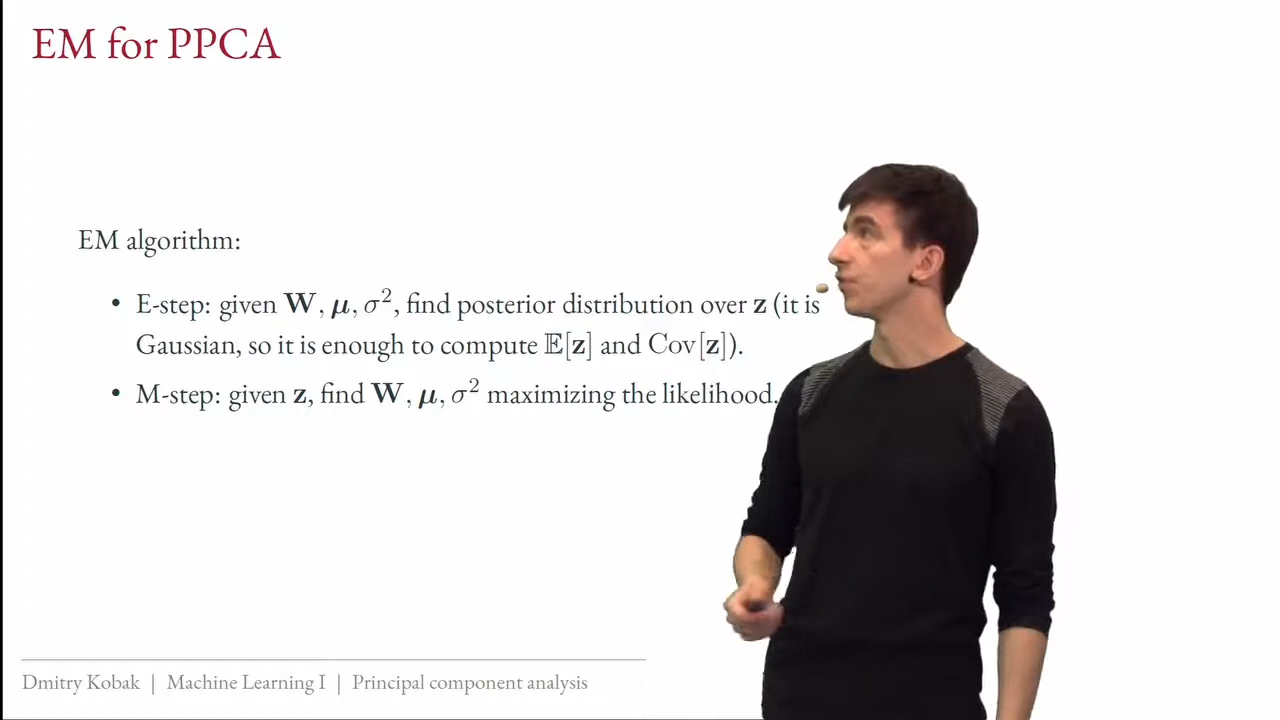 EM for PPCA
EM algorithm:
• E-step: given W, μ, σ², find posterior distribution over z (it is
Gaussian, so it is enough to compute 𝔼[z] and Cov[z]).
• M-step: given z, find W, μ, σ² maximizing the likelihood.
Dmitry Kobak | Machine Learning I | Principal component analysis